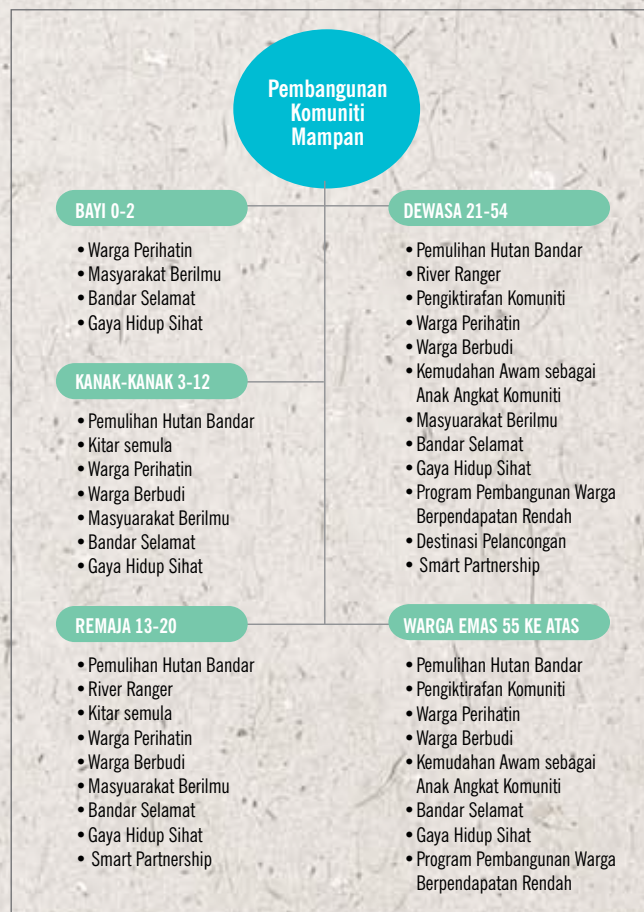 Pembangunan
Komuniti
Mampan
BAYI 0-2
• Warga Perihatin
• Masyarakat Berilmu
• Bandar Selamat
• Gaya Hidup Sihat
KANAK-KANAK 3-12
• Pemulihan Hutan Bandar
• Kitar semula
• Warga Perihatin
• Warga Berbudi
• Masyuarakat Berilmu
• Bandar Selamat
• Gaya Hidup Sihat
REMAJA 13-20
• Pemulihan Hutan Bandar
• River Ranger
• Kitar semula
• Warga Perihatin
• Warga Berbudi
• Masyuarakat Berilmu
• Bandar Selamat
• Gaya Hidup Sihat
• Smart Partnership
DEWASA 21-54
• Pemulihan Hutan Bandar
• River Ranger
• Pengiktirafan Komuniti
• Warga Perihatin
• Warga Berbudi
• Kemudahan Awam sebagai
Anak Angkat Komuniti
• Masyuarakat Berilmu
• Bandar Selamat
• Gaya Hidup Sihat
• Program Pembangunan Warga
Berpendapatan Rendah
• Destinasi Pelancongan
• Smart Partnership
WARGA EMAS 55 KE ATAS
• Pemulihan Hutan Bandar
• Pengiktirafan Komuniti
• Warga Perihatin
• Warga Berbudi
• Kemudahan Awam sebagai
Anak Angkat Komuniti
• Bandar Selamat
• Gaya Hidup Sihat
• Program Pembangunan Warga
Berpendapatan Rendah